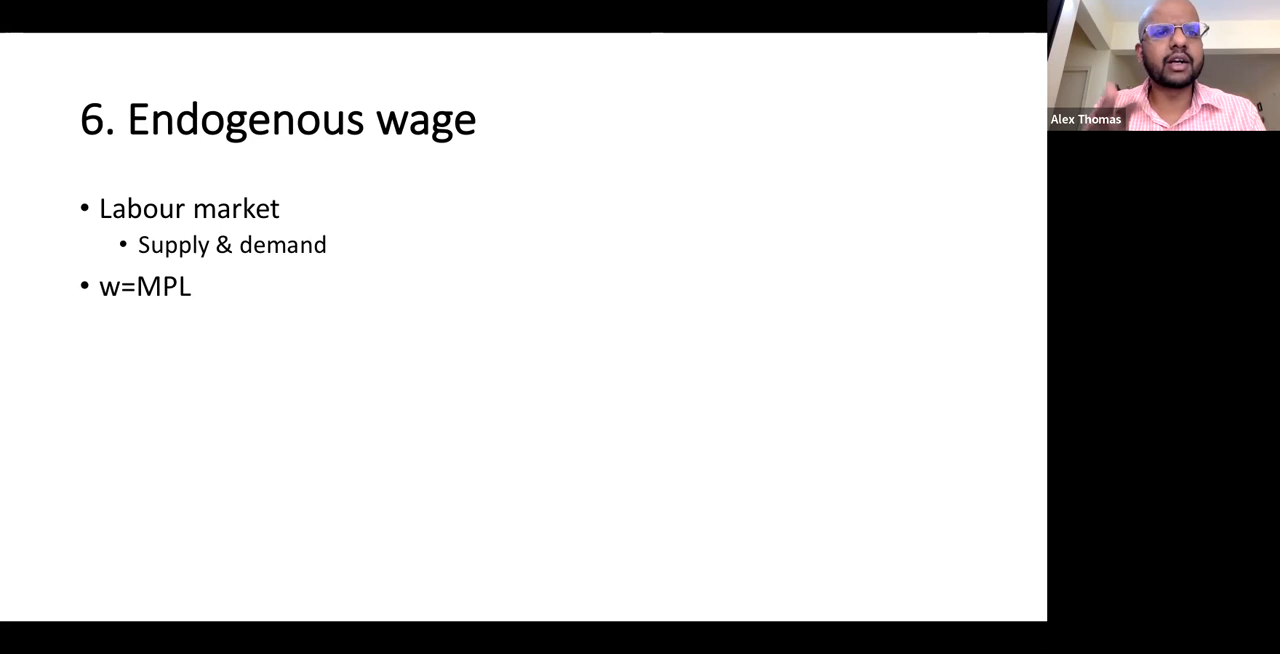 6. Endogenous wage
• Labour market
• Supply & demand
• w=MPL
Alex Thomas